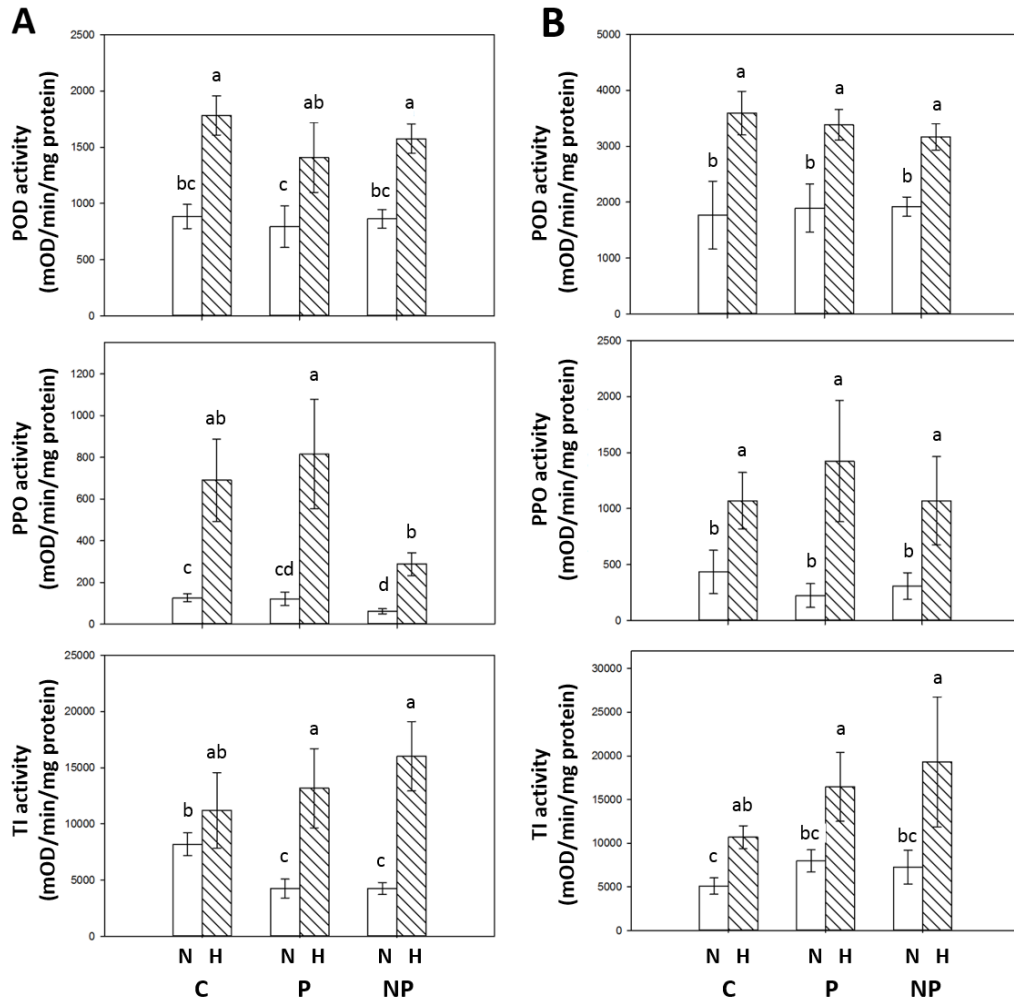 A
POD activity
(mOD/min/mg protein)
2500
2000
1500
1000
500
0
bc
a
c
ab
bc
a
PPO activity
(mOD/min/mg protein)
1200
1000
800
600
400
200
0
c
ab
cd
a
d
b
TI activity
(mOD/min/mg protein)
25000
20000
15000
10000
5000
0
b
ab
c
a
c
a
N H N H N H
C P NP
B
POD activity
(mOD/min/mg protein)
5000
4000
3000
2000
1000
0
b
a
b
a
b
a
PPO activity
(mOD/min/mg protein)
2500
2000
1500
1000
500
0
b
a
b
a
b
a
TI activity
(mOD/min/mg protein)
30000
25000
20000
15000
10000
5000
0
c
ab
bc
a
bc
a
N H N H N H
C P NP